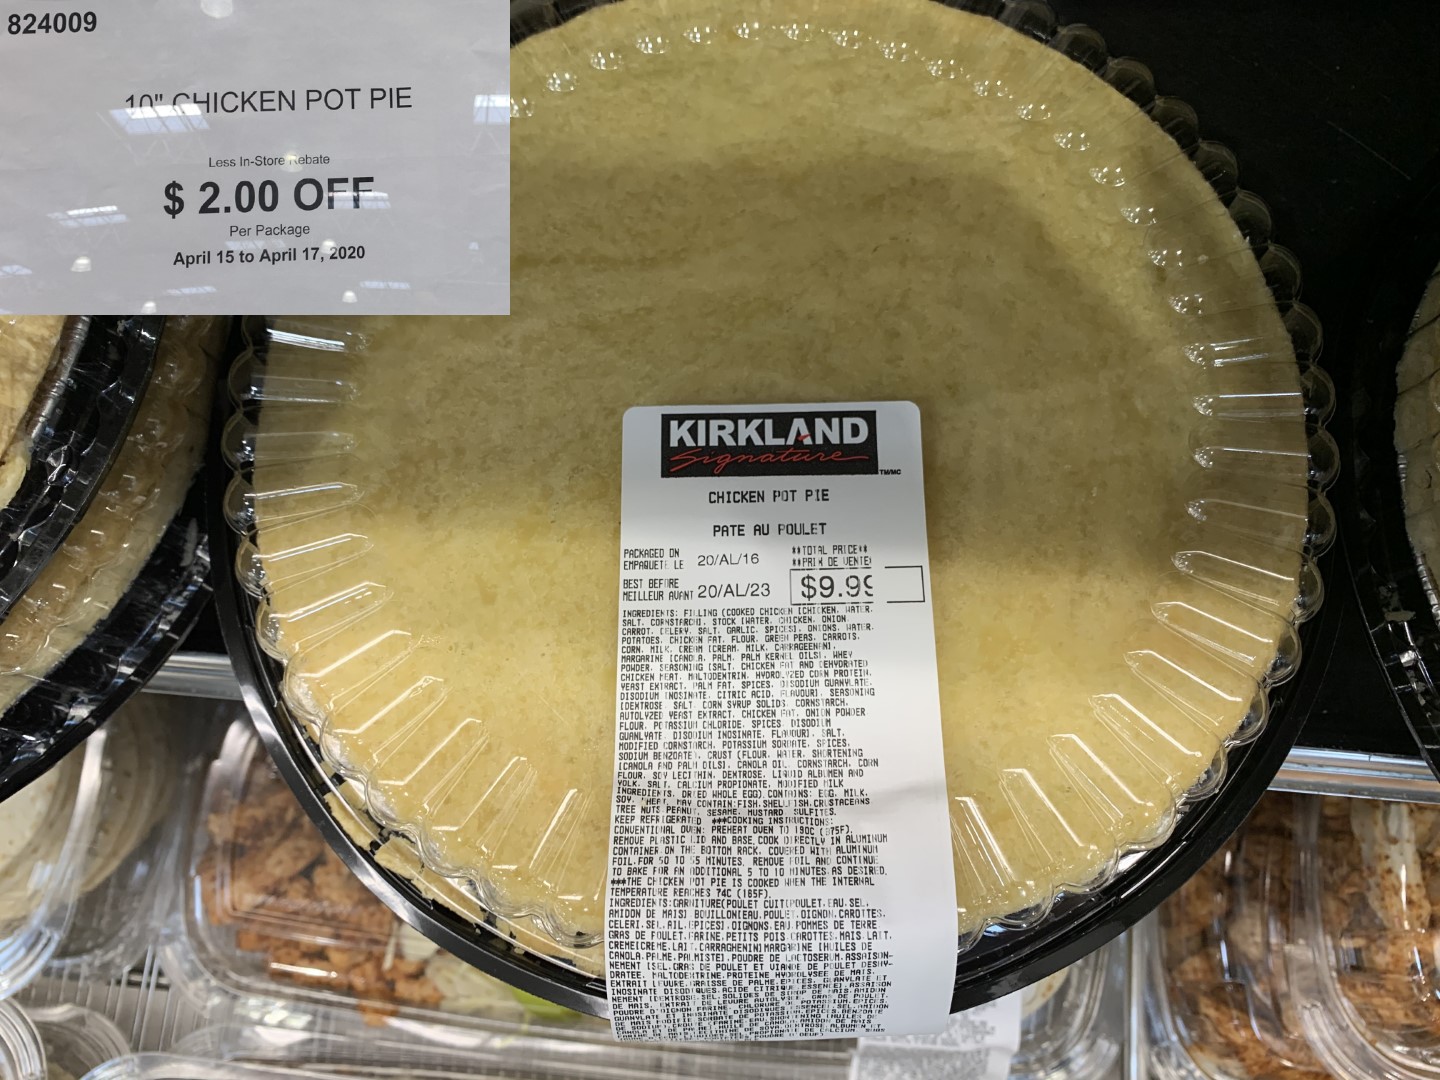 824009
10" CHICKEN POT PIE
Less In-Store Rebate
$ 2.00 OFF
Per Package
April 15 to April 17, 2020
KIRKLAND
Signature
TM/MC
CHICKEN POT PIE
PATE AU POULET
PACKAGED ON
EMPAQUETE LE 20/AL/16
**TOTAL PRICE**
**PRIX DE VENTE
BEST BEFORE
MEILLEUR AVANT 20/AL/23
$9.99
INGREDIENTS: FILLING (COOKED CHICKEN [CHICKEN, WATER,
SALT, CORNSTARCH], STOCK [WATER, CHICKEN, ONION
CARROT, CELERY, SALT, GARLIC, SPICES], ONIONS, WATER,
POTATOES, CHICKEN FAT, FLOUR, GREEN PEAS, CARROTS,
CORN, MILK, CREAM [CREAM, MILK, CARRAGEENAN],
MARGARINE [CANOLA, PALM, PALM KERNEL OILS], WHEY
POWDER, SEASONING [SALT, CHICKEN FAT AND DEHYDRATED
CHICKEN MEAT, MALTODEXTRIN, HYDROLYZED CORN PROTEIN,
YEAST EXTRACT, PALM FAT, SPICES, DISODIUM GUANYLATE,
DISODIUM INOSINATE, CITRIC ACID, FLAVOUR], SEASONING
[DEXTROSE, SALT, CORN SYRUP SOLIDS, CORNSTARCH,
AUTOLYZED YEAST EXTRACT, CHICKEN FAT, ONION POWDER
FLOUR, POTASSIUM CHLORIDE, SPICES, DISODIUM
GUANLYATE, DISODIUM INOSINATE, FLAVOUR], SALT,
MODIFIED CORNSTARCH, POTASSIUM SORBATE, SPICES,
SODIUM BENZOATE), CRUST (FLOUR, WATER, SHORTENING
[CANOLA AND PALM OILS], CANOLA OIL, CORNSTARCH, CORN
FLOUR, SOY LECITHIN, DEXTROSE, LIQUID ALBUMEN AND
YOLK, SALT, CALCIUM PROPIONATE, MODIFIED MILK
INGREDIENTS, DRIED WHOLE EGG). CONTAINS: EGG, MILK,
SOY, WHEAT. MAY CONTAIN: FISH, SHELLFISH, CRUSTACEANS
TREE NUTS PEANUT, SESAME, MUSTARD, SULFITES.
KEEP REFRIGERATED ***COOKING INSTRUCTIONS:
CONVENTIONAL OVEN: PREHEAT OVEN TO 190C (375F).
REMOVE PLASTIC LID AND BASE. COOK DIRECTLY IN ALUMINUM
CONTAINER ON THE BOTTOM RACK, COVERED WITH ALUMINUM
FOIL, FOR 50 TO 55 MINUTES, REMOVE FOIL AND CONTINUE
TO BAKE FOR AN ADDITIONAL 5 TO 10 MINUTES AS DESIRED.
***THE CHICKEN POT PIE IS COOKED WHEN THE INTERNAL
TEMPERATURE REACHES 74C (165F).
INGREDIENTS:GARNITURE(POULET CUIT[POULET,EAU,SEL,
AMIDON DE MAIS] BOUILLON[EAU,POULET,OIGNON,CAROTTES,
CELERI,SEL,AIL,EPICES],OIGNONS,EAU,POMMES DE TERRE
GRAS DE POULET,FARINE,PETITS POIS,CAROTTES,MAIS,LAIT,
CREME[CREME,LAIT,CARRAGHENIN]MARGARINE [HUILES DE
CANOLA,PALME,PALMISTE],POUDRE DE LACTOSERUM,ASSAISON-
NEMENT [SEL,GRAS DE POULET ET VIANDE DE POULET DESHY-
DRATEE, MALTODEXTRINE,PROTEINE HYDROLYSEE DE MAIS,